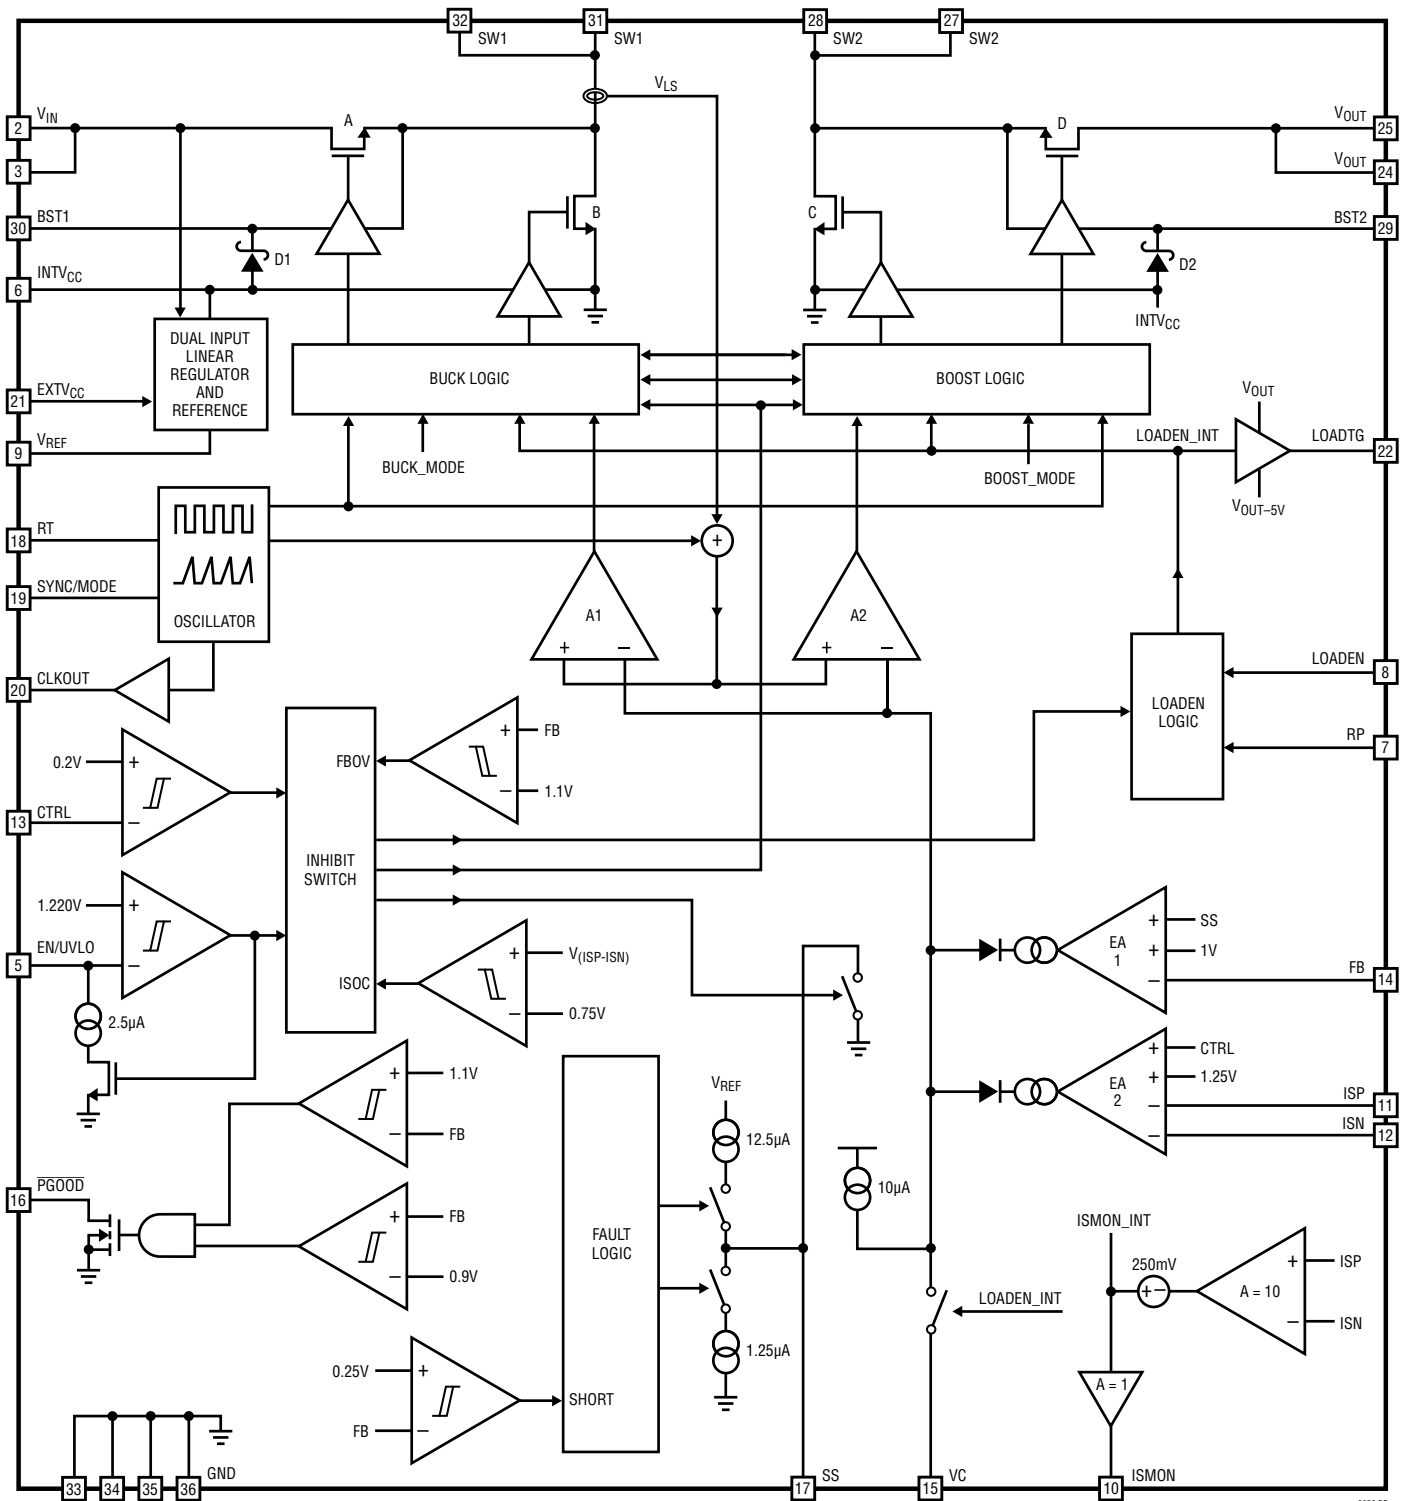 32 SW1 31 SW1 28 SW2 27 SW2
VLS
2 VIN A D VOUT 25
3 VOUT 24
B C
30 BST1 BST2 29
D1 D2
6 INTVCC
INTVCC
DUAL INPUT
LINEAR
REGULATOR
AND
REFERENCE
BUCK LOGIC
BOOST LOGIC
21 EXTVCC
VOUT
9 VREF
BUCK_MODE
LOADEN_INT
LOADTG 22
BOOST_MODE
VOUT–5V
18 RT
+
19 SYNC/MODE
OSCILLATOR
A1
+ –
A2
+ –
20 CLKOUT
LOADEN 8
LOADEN
LOGIC
RP 7
0.2V +
13 CTRL –
FBOV
+ FB
– 1.1V
INHIBIT
SWITCH
1.220V +
5 EN/UVLO –
2.5µA
ISOC
+ V(ISP-ISN)
– 0.75V
EA
1
+ SS
+ 1V
– FB 14
EA
2
+ CTRL
+ 1.25V
– ISP 11
– ISN 12
+ 1.1V
– FB
16 PGOOD
+ FB
– 0.9V
FAULT
LOGIC
VREF
12.5µA
10µA
1.25µA
LOADEN_INT
ISMON_INT
250mV
+–
A = 10
+ ISP
– ISN
A = 1
0.25V +
FB –
SHORT
33 34 35 36 GND
17 SS
15 VC
10 ISMON